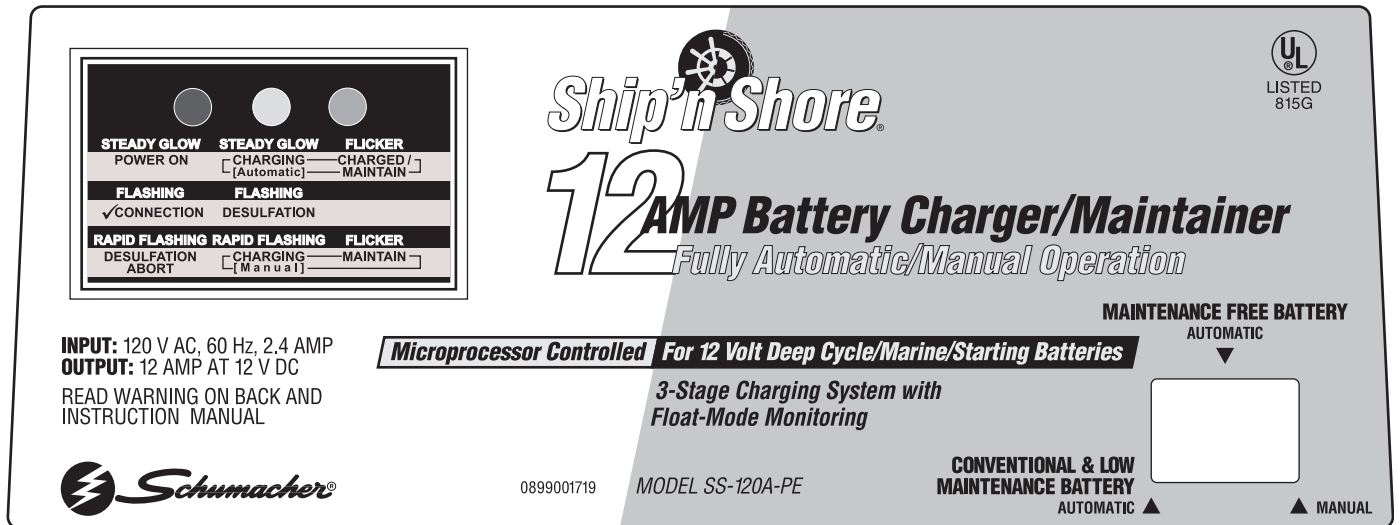 STEADY GLOW STEADY GLOW FLICKER
POWER ON CHARGING CHARGED /
[Automatic] MAINTAIN
FLASHING FLASHING
✓CONNECTION DESULFATION
RAPID FLASHING RAPID FLASHING FLICKER
DESULFATION CHARGING MAINTAIN
ABORT [Manual]
Ship'n Shore®
12 AMP Battery Charger/Maintainer
Fully Automatic/Manual Operation
UL®
LISTED
815G
INPUT: 120 V AC, 60 Hz, 2.4 AMP
OUTPUT: 12 AMP AT 12 V DC
READ WARNING ON BACK AND
INSTRUCTION MANUAL
Microprocessor Controlled For 12 Volt Deep Cycle/Marine/Starting Batteries
3-Stage Charging System with
Float-Mode Monitoring
MAINTENANCE FREE BATTERY
AUTOMATIC
▼
CONVENTIONAL & LOW
MAINTENANCE BATTERY
AUTOMATIC ▲ ▲ MANUAL
Schumacher®
0899001719 MODEL SS-120A-PE